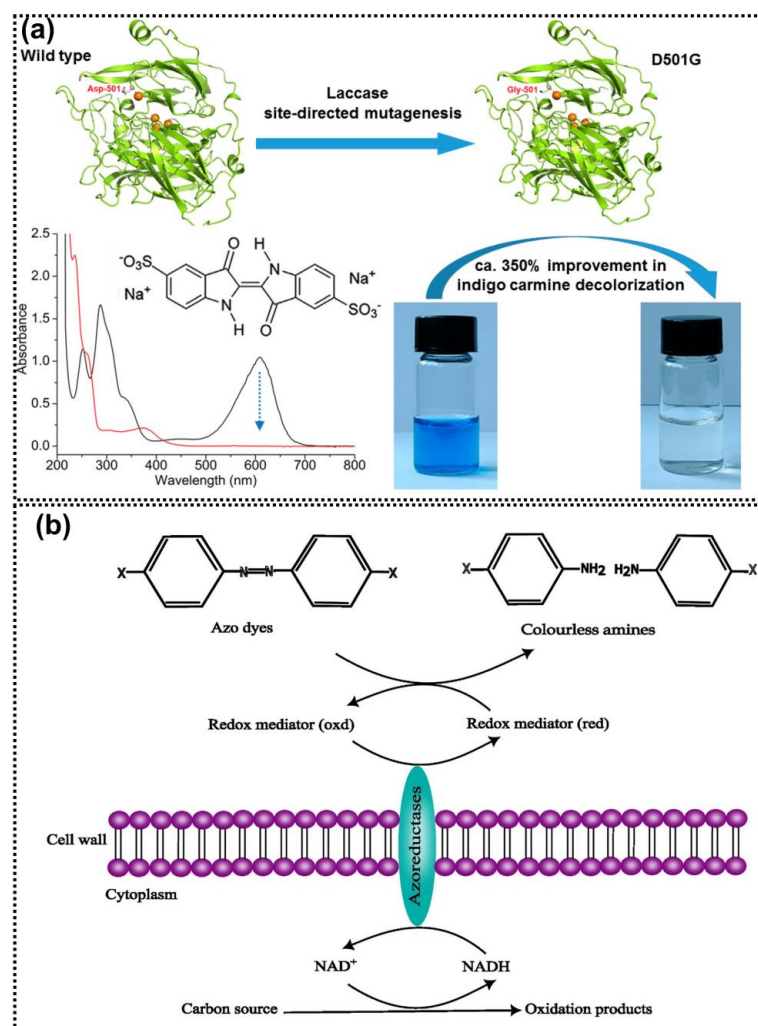 (a)
Wild type
D501G
Asp-501
Gly-501
Laccase
site-directed mutagenesis
2.5
2.0
1.5
1.0
0.5
0.0
Absorbance
200 300 400 500 600 700 800
Wavelength (nm)
O
H
N
⁻O₃S
Na⁺
Na⁺
SO₃⁻
N
H
O
ca. 350% improvement in
indigo carmine decolorization
(b)
X N=N X
X NH2 H2N X
Azo dyes
Colourless amines
Redox mediator (oxd)
Redox mediator (red)
Cell wall
Azoreductases
Cytoplasm
NAD⁺
NADH
Carbon source
Oxidation products